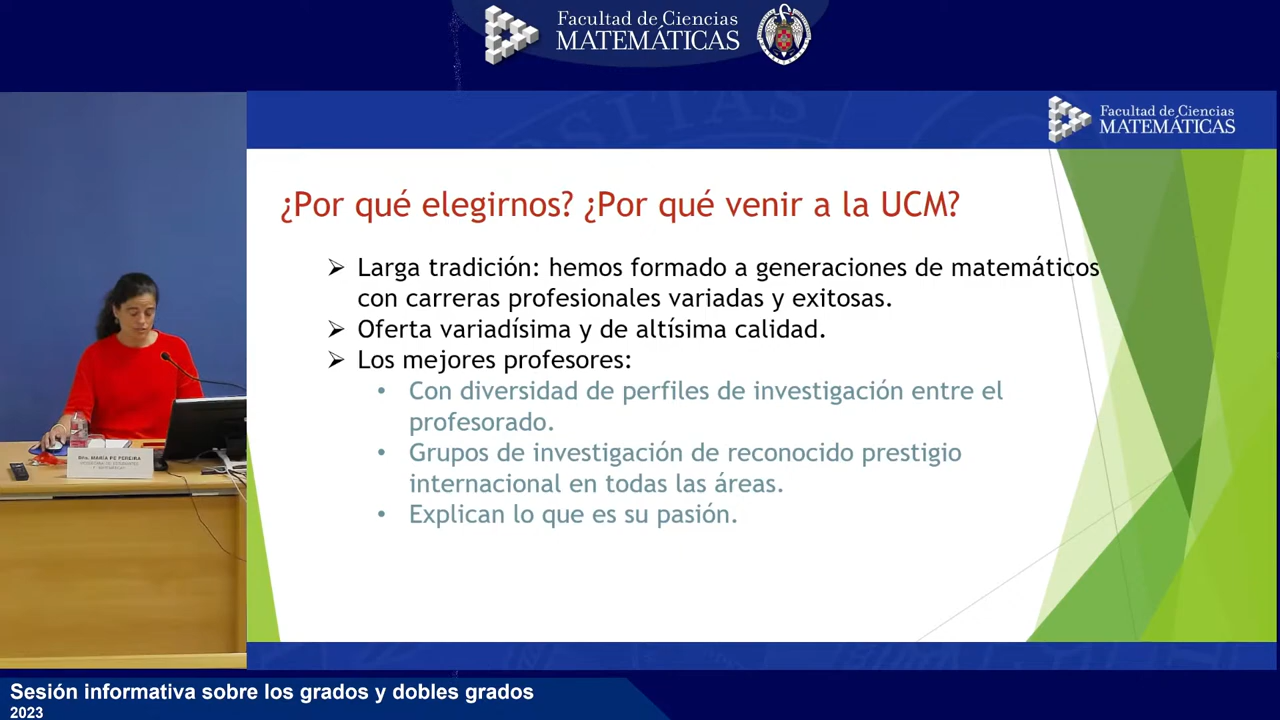 Facultad de Ciencias
MATEMÁTICAS
Facultad de Ciencias
MATEMÁTICAS
¿Por qué elegirnos? ¿Por qué venir a la UCM?
Larga tradición: hemos formado a generaciones de matemáticos
con carreras profesionales variadas y exitosas.
Oferta variadísima y de altísima calidad.
Los mejores profesores:
• Con diversidad de perfiles de investigación entre el
profesorado.
• Grupos de investigación de reconocido prestigio
internacional en todas las áreas.
• Explican lo que es su pasión.
MARÍA PE PEREIRA
Sesión informativa sobre los grados y dobles grados
2023